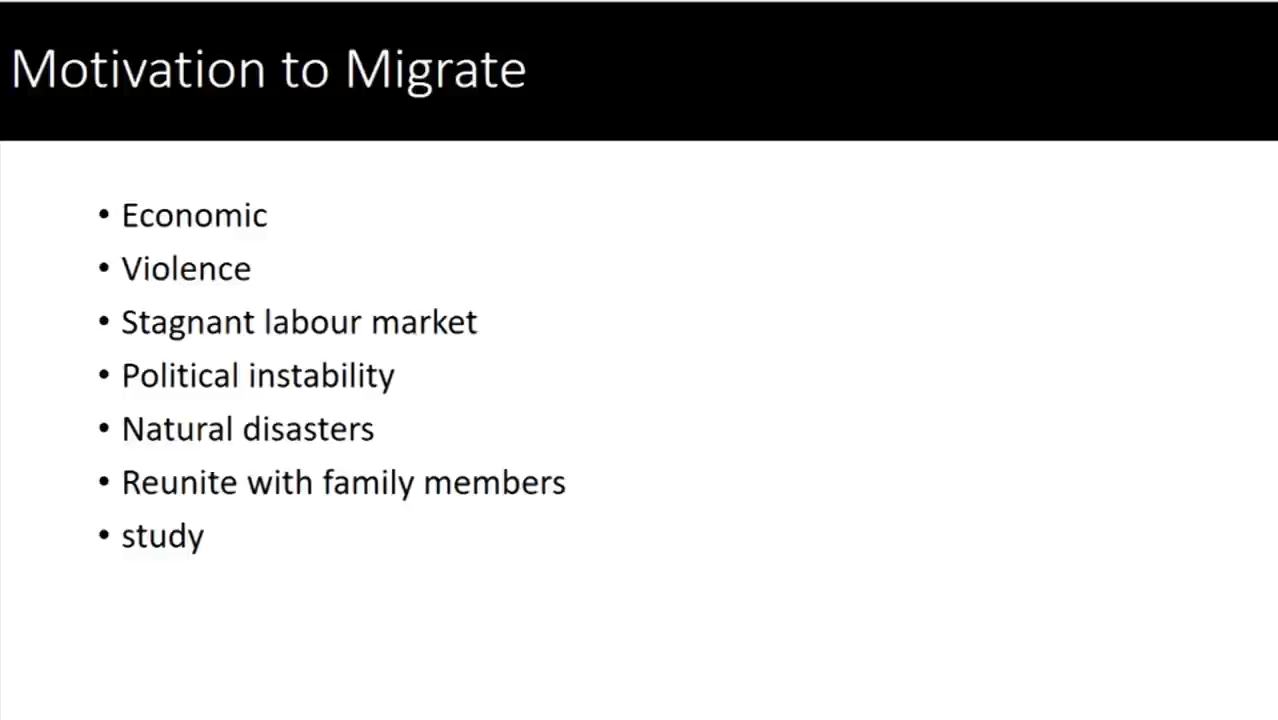 Motivation to Migrate
• Economic
• Violence
• Stagnant labour market
• Political instability
• Natural disasters
• Reunite with family members
• study